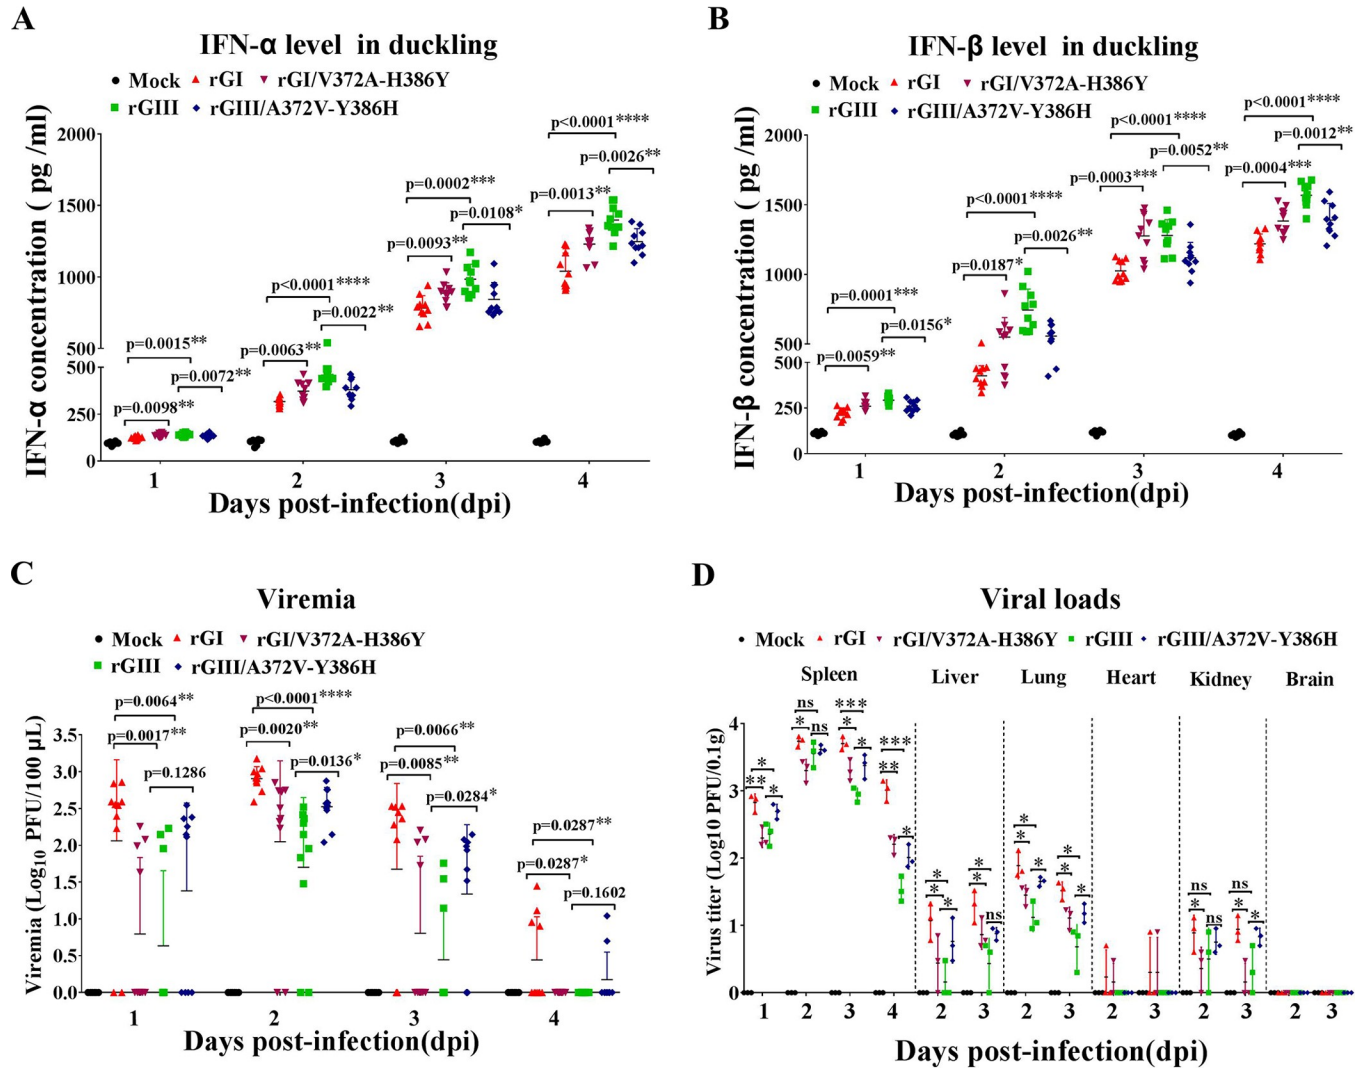 A
IFN-α level in duckling
Mock rGI rGI/V372A-H386Y
rGIII rGIII/A372V-Y386H
IFN-α concentration ( pg /ml)
2000
1500
1000
500
500
250
0
p=0.0015**
p=0.0072**
p=0.0098**
p<0.0001****
p=0.0022**
p=0.0063**
p=0.0002***
p=0.0108*
p=0.0093**
p<0.0001****
p=0.0026**
p=0.0013**
1 2 3 4
Days post-infection(dpi)
B
IFN-β level in duckling
Mock rGI rGI/V372A-H386Y
rGIII rGIII/A372V-Y386H
IFN-β concentration ( pg /ml)
2000
1500
1000
500
500
250
0
p=0.0001***
p=0.0156*
p=0.0059**
p<0.0001****
p=0.0026**
p=0.0187*
p<0.0001****
p=0.0052**
p=0.0003***
p<0.0001****
p=0.0012**
p=0.0004***
1 2 3 4
Days post-infection(dpi)
C
Viremia
Mock rGI rGI/V372A-H386Y
rGIII rGIII/A372V-Y386H
Viremia (Log10 PFU/100 μL)
3.5
3.0
2.5
2.0
1.5
1.0
0.5
0.0
p=0.0064**
p=0.0017**
p=0.1286
p<0.0001****
p=0.0020**
p=0.0136*
p=0.0066**
p=0.0085**
p=0.0284*
p=0.0287**
p=0.0287*
p=0.1602
1 2 3 4
Days post-infection(dpi)
D
Viral loads
Mock rGI rGI/V372A-H386Y rGIII rGIII/A372V-Y386H
Spleen Liver Lung Heart Kidney Brain
Virus titer (Log10 PFU/0.1g)
4
3
2
1
0
* ** *
ns * ns
*** * *
*** ** *
* * *
* * ns
* * *
* * *
ns * ns
ns * *
1 2 3 4 2 3 2 3 2 3 2 3 2 3
Days post-infection(dpi)